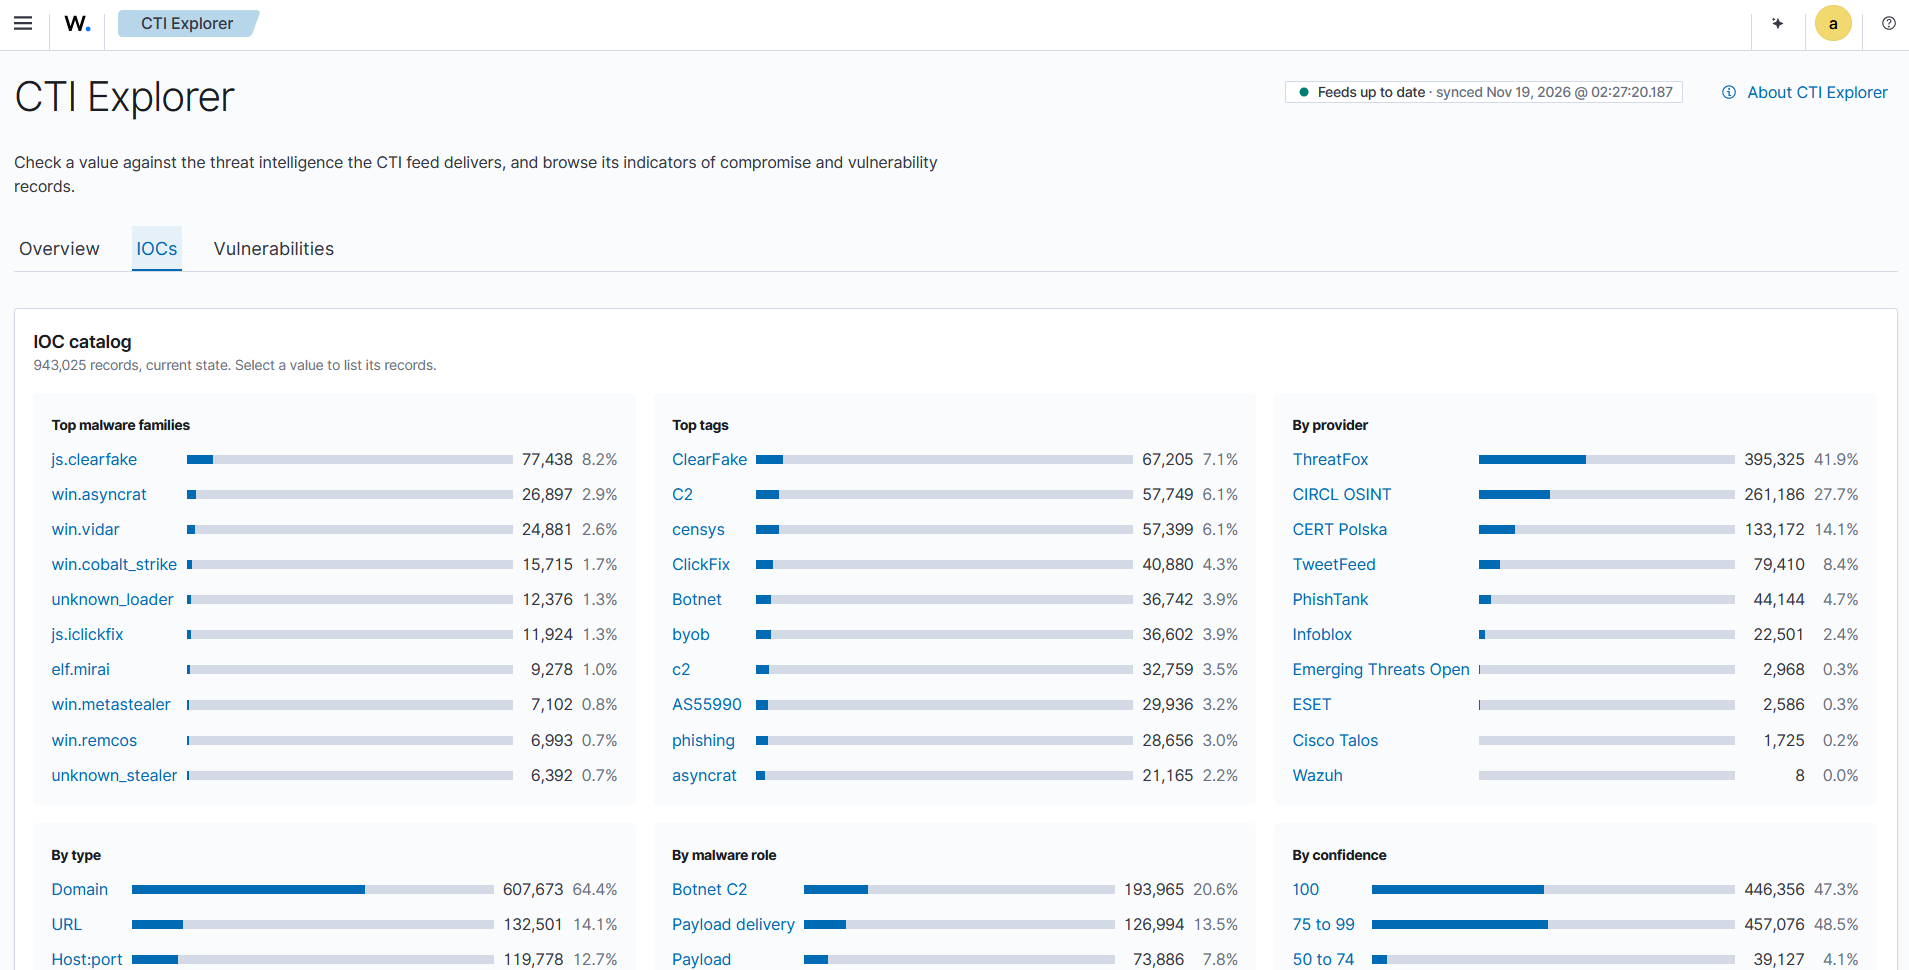 W.
CTI Explorer
a
CTI Explorer
Feeds up to date · synced Nov 19, 2026 @ 02:27:20.187
About CTI Explorer
Check a value against the threat intelligence the CTI feed delivers, and browse its indicators of compromise and vulnerability
records.
Overview
IOCs
Vulnerabilities
IOC catalog
943,025 records, current state. Select a value to list its records.
Top malware families
js.clearfake 77,438 8.2%
win.asyncrat 26,897 2.9%
win.vidar 24,881 2.6%
win.cobalt_strike 15,715 1.7%
unknown_loader 12,376 1.3%
js.iclickfix 11,924 1.3%
elf.mirai 9,278 1.0%
win.metastealer 7,102 0.8%
win.remcos 6,993 0.7%
unknown_stealer 6,392 0.7%
Top tags
ClearFake 67,205 7.1%
C2 57,749 6.1%
censys 57,399 6.1%
ClickFix 40,880 4.3%
Botnet 36,742 3.9%
byob 36,602 3.9%
c2 32,759 3.5%
AS55990 29,936 3.2%
phishing 28,656 3.0%
asyncrat 21,165 2.2%
By provider
ThreatFox 395,325 41.9%
CIRCL OSINT 261,186 27.7%
CERT Polska 133,172 14.1%
TweetFeed 79,410 8.4%
PhishTank 44,144 4.7%
Infoblox 22,501 2.4%
Emerging Threats Open 2,968 0.3%
ESET 2,586 0.3%
Cisco Talos 1,725 0.2%
Wazuh 8 0.0%
By type
Domain 607,673 64.4%
URL 132,501 14.1%
Host:port 119,778 12.7%
By malware role
Botnet C2 193,965 20.6%
Payload delivery 126,994 13.5%
Payload 73,886 7.8%
By confidence
100 446,356 47.3%
75 to 99 457,076 48.5%
50 to 74 39,127 4.1%